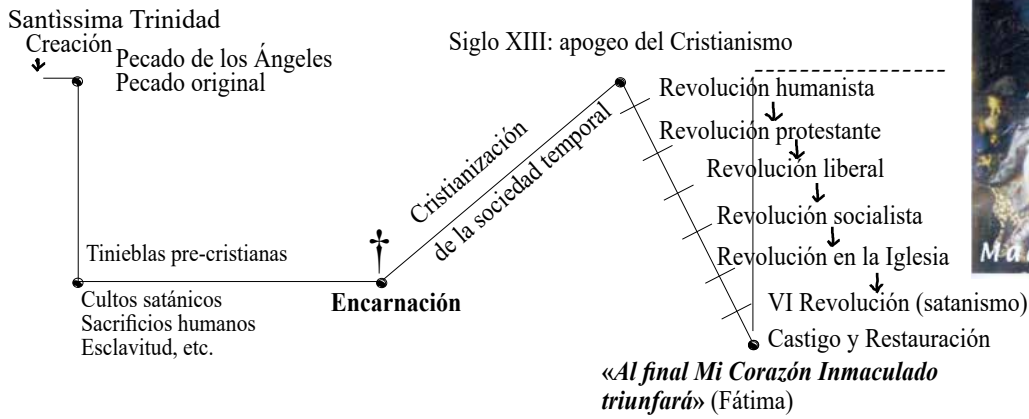 Santìssima Trinidad
Creación
Pecado de los Ángeles
Pecado original
Tinieblas pre-cristianas
Cultos satánicos
Sacrificios humanos
Esclavitud, etc.
Encarnación
Cristianización
de la sociedad temporal
Siglo XIII: apogeo del Cristianismo
Revolución humanista
Revolución protestante
Revolución liberal
Revolución socialista
Revolución en la Iglesia
VI Revolución (satanismo)
Castigo y Restauración
«Al final Mi Corazón Inmaculado
triunfará» (Fátima)